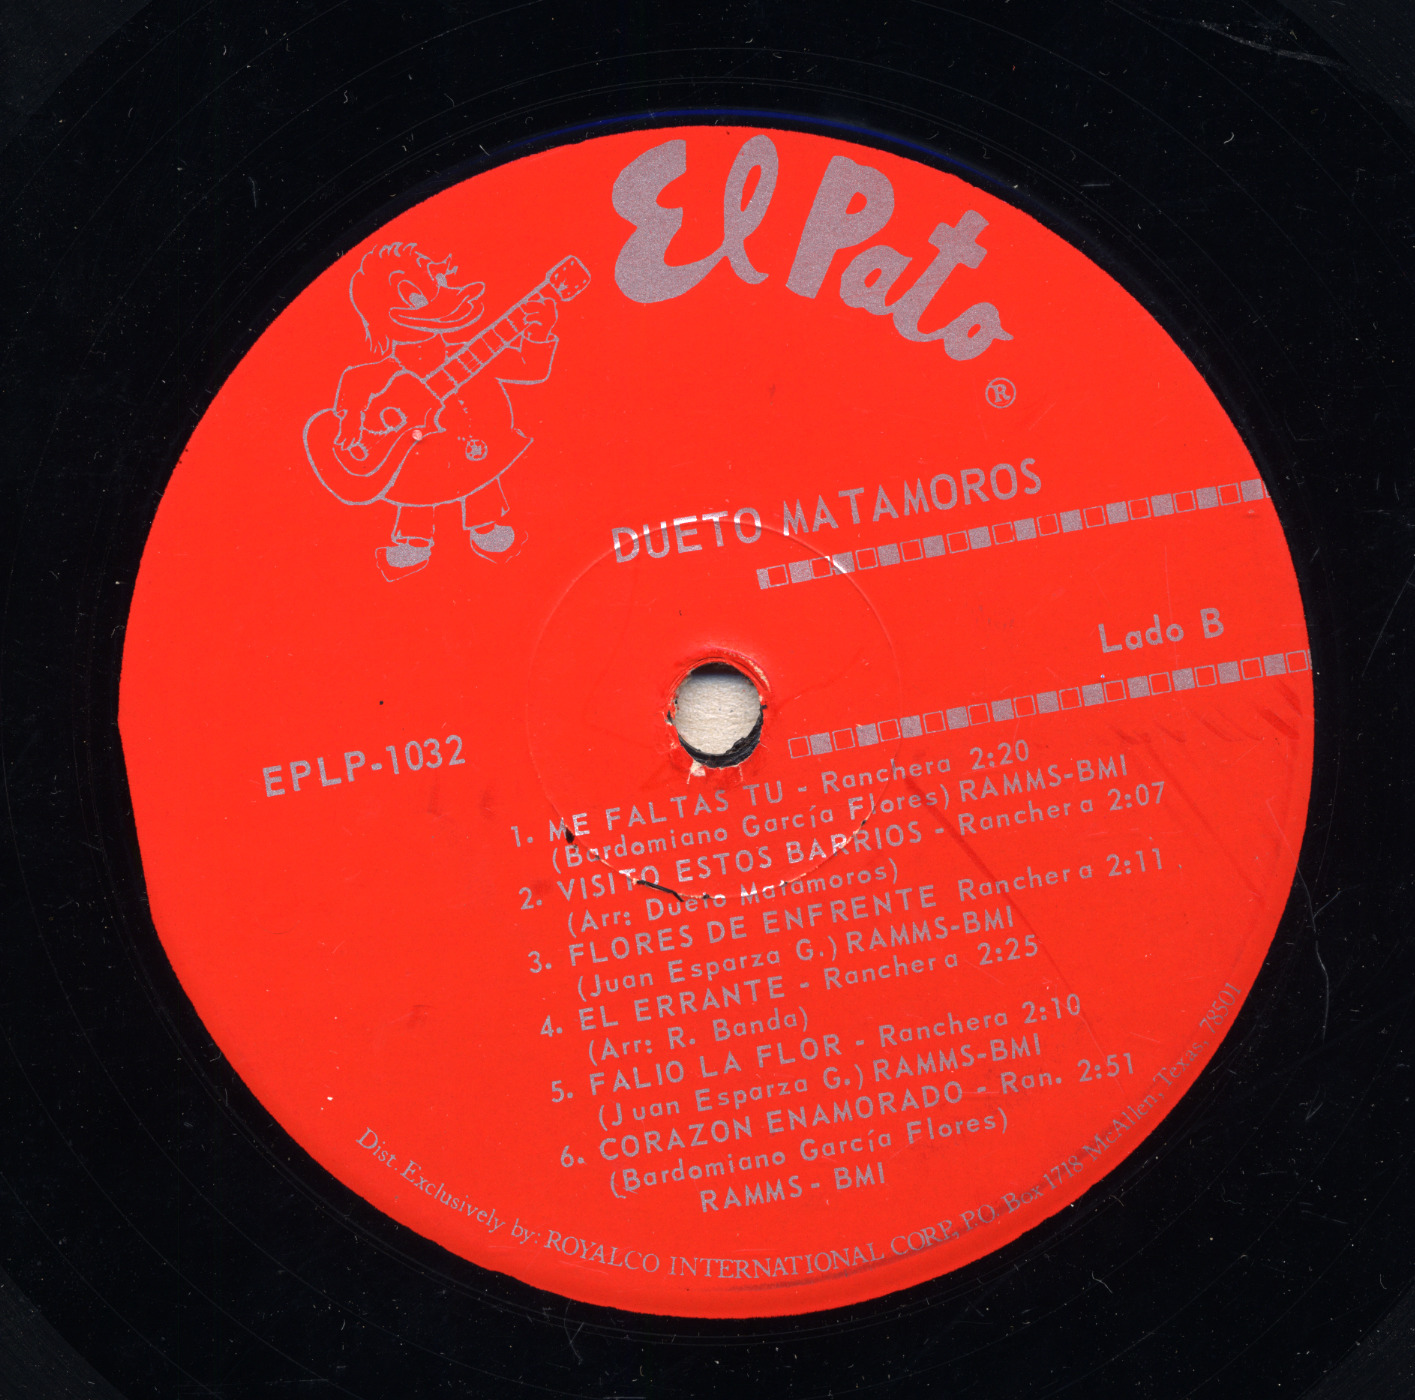 El Pato
®
DUETO MATAMOROS
Lado B
EPLP-1032
1. ME FALTAS TU - Ranchera 2:20
(Bardomiano García Flores) RAMMS-BMI
2. VISITO ESTOS BARRIOS - Ranchera 2:07
(Arr: Dueto Matamoros)
3. FLORES DE ENFRENTE Ranchera 2:11
(Juan Esparza G.) RAMMS-BMI
4. EL ERRANTE - Ranchera 2:25
(Arr: R. Banda)
5. FALIO LA FLOR - Ranchera 2:10
(Juan Esparza G.) RAMMS-BMI
6. CORAZON ENAMORADO - Ran. 2:51
(Bardomiano García Flores)
RAMMS - BMI
Dist. Exclusively by: ROYALCO INTERNATIONAL CORP., P.O. Box 1718 McAllen, Texas, 78501